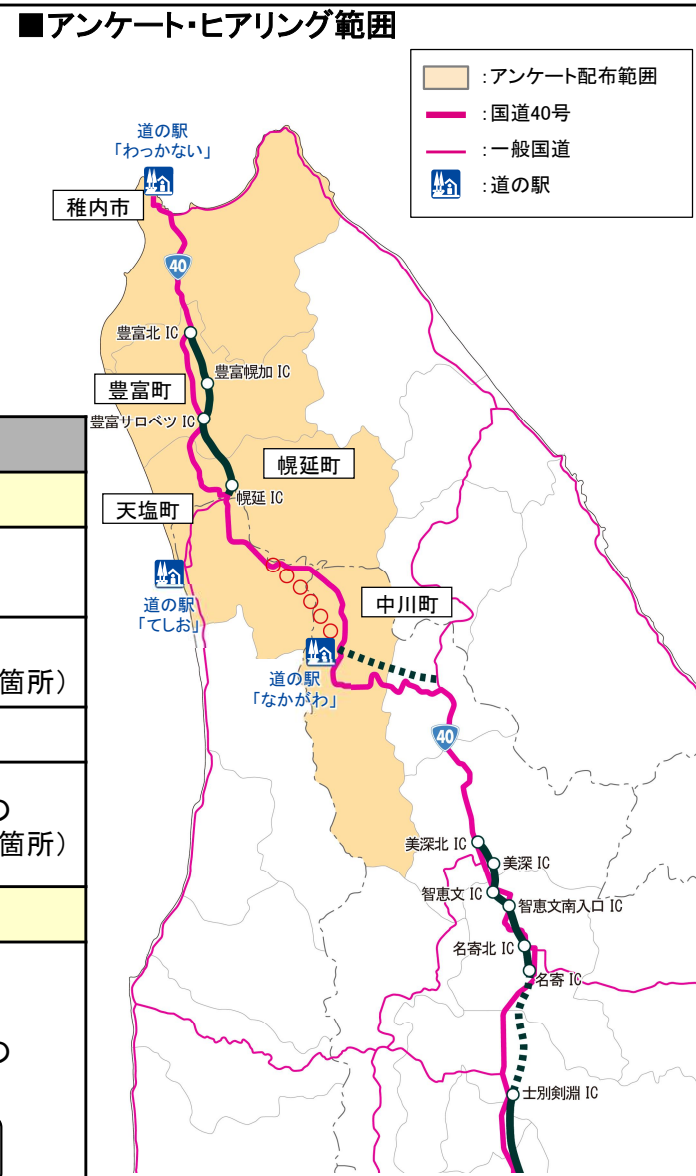 ■アンケート・ヒアリング範囲
：アンケート配布範囲
：国道40号
：一般国道
：道の駅
道の駅
「わっかない」
稚内市
40
豊富北 IC
豊富幌加 IC
豊富町
豊富サロベツ IC
幌延町
幌延 IC
天塩町
道の駅
「てしお」
中川町
道の駅
「なかがわ」
40
美深北 IC
美深 IC
智恵文 IC
智恵文南入口 IC
名寄北 IC
名寄 IC
士別剣淵 IC
箇所）
の
箇所）
の